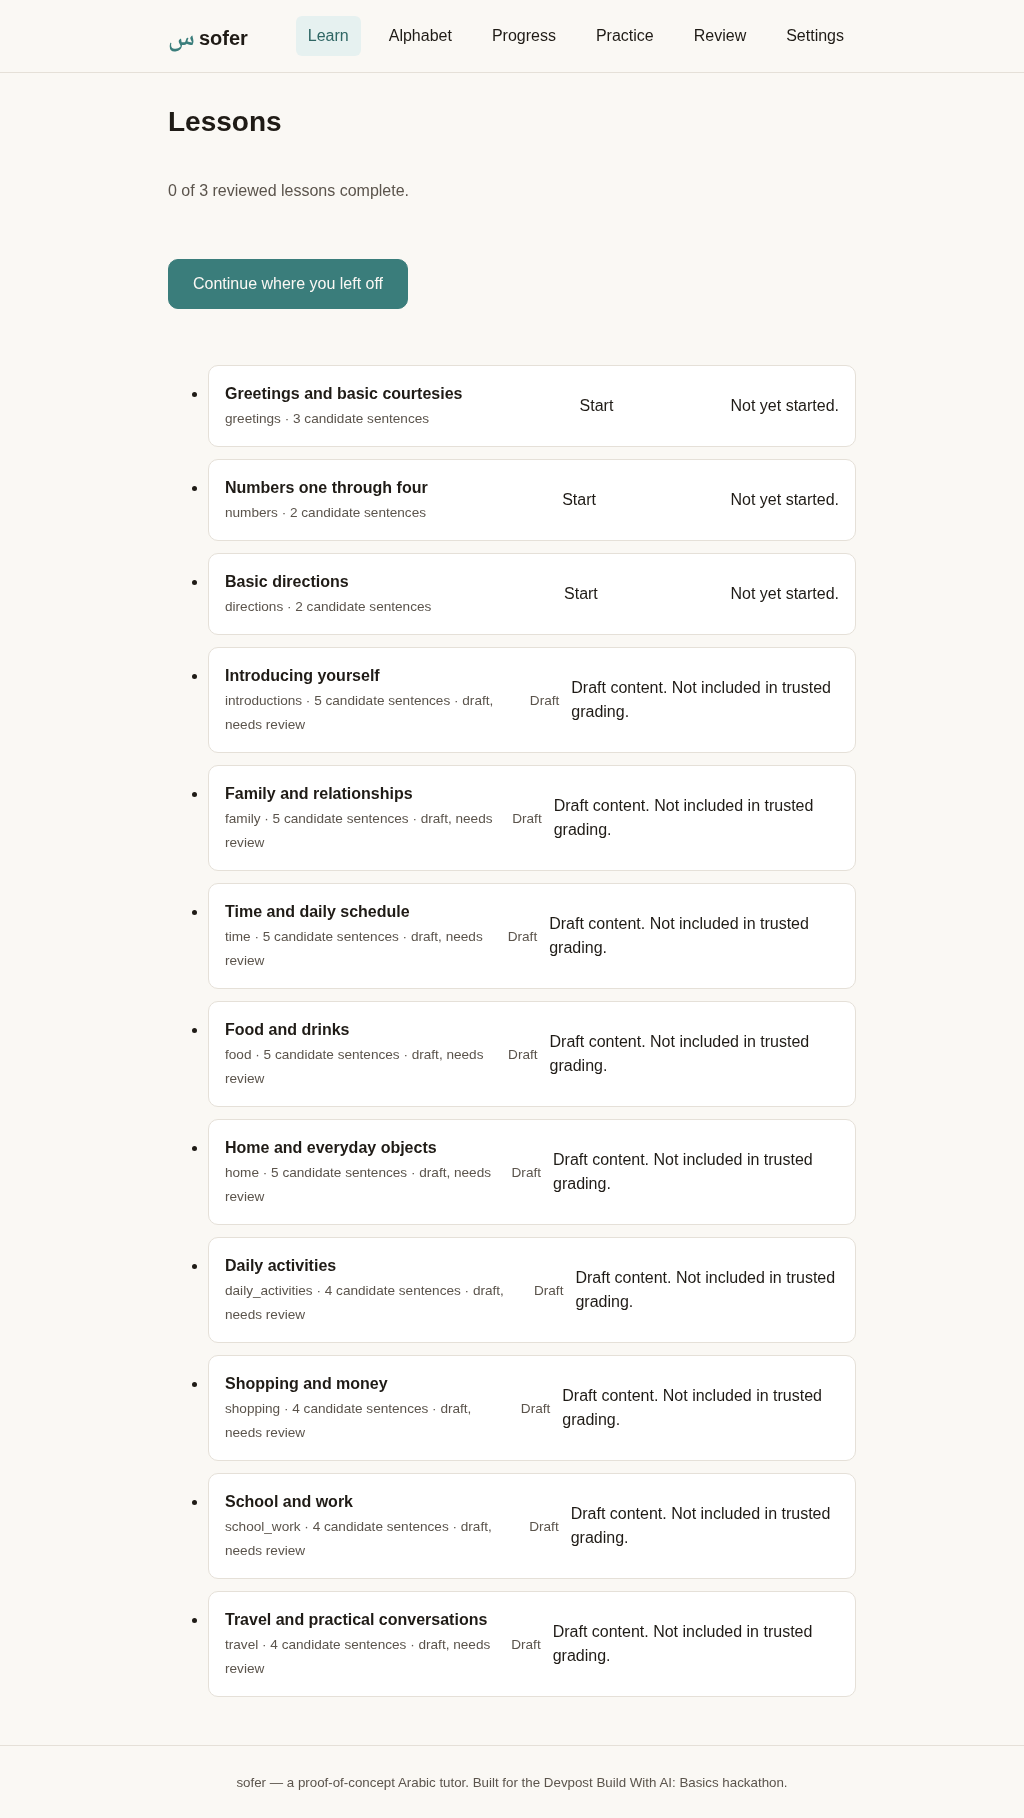 س sofer
Learn
Alphabet
Progress
Practice
Review
Settings
Lessons
0 of 3 reviewed lessons complete.
Continue where you left off
Greetings and basic courtesies
greetings · 3 candidate sentences
Start
Not yet started.
Numbers one through four
numbers · 2 candidate sentences
Start
Not yet started.
Basic directions
directions · 2 candidate sentences
Start
Not yet started.
Introducing yourself
introductions · 5 candidate sentences · draft,
needs review
Draft
Draft content. Not included in trusted
grading.
Family and relationships
family · 5 candidate sentences · draft, needs
review
Draft
Draft content. Not included in trusted
grading.
Time and daily schedule
time · 5 candidate sentences · draft, needs
review
Draft
Draft content. Not included in trusted
grading.
Food and drinks
food · 5 candidate sentences · draft, needs
review
Draft
Draft content. Not included in trusted
grading.
Home and everyday objects
home · 5 candidate sentences · draft, needs
review
Draft
Draft content. Not included in trusted
grading.
Daily activities
daily_activities · 4 candidate sentences · draft,
needs review
Draft
Draft content. Not included in trusted
grading.
Shopping and money
shopping · 4 candidate sentences · draft,
needs review
Draft
Draft content. Not included in trusted
grading.
School and work
school_work · 4 candidate sentences · draft,
needs review
Draft
Draft content. Not included in trusted
grading.
Travel and practical conversations
travel · 4 candidate sentences · draft, needs
review
Draft
Draft content. Not included in trusted
grading.
sofer — a proof-of-concept Arabic tutor. Built for the Devpost Build With AI: Basics hackathon.